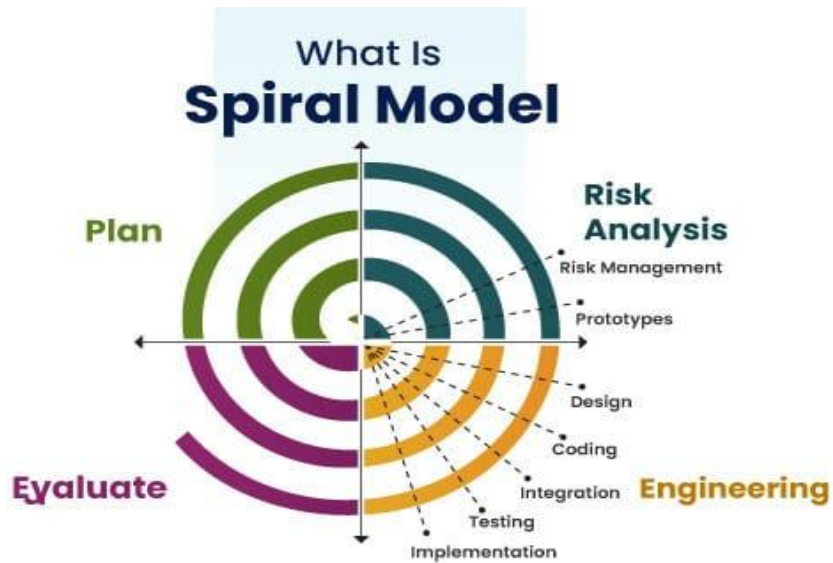 What Is
Spiral Model
Plan
Risk
Analysis
Risk Management
Prototypes
Design
Coding
Integration
Testing
Implementation
Engineering
Evaluate